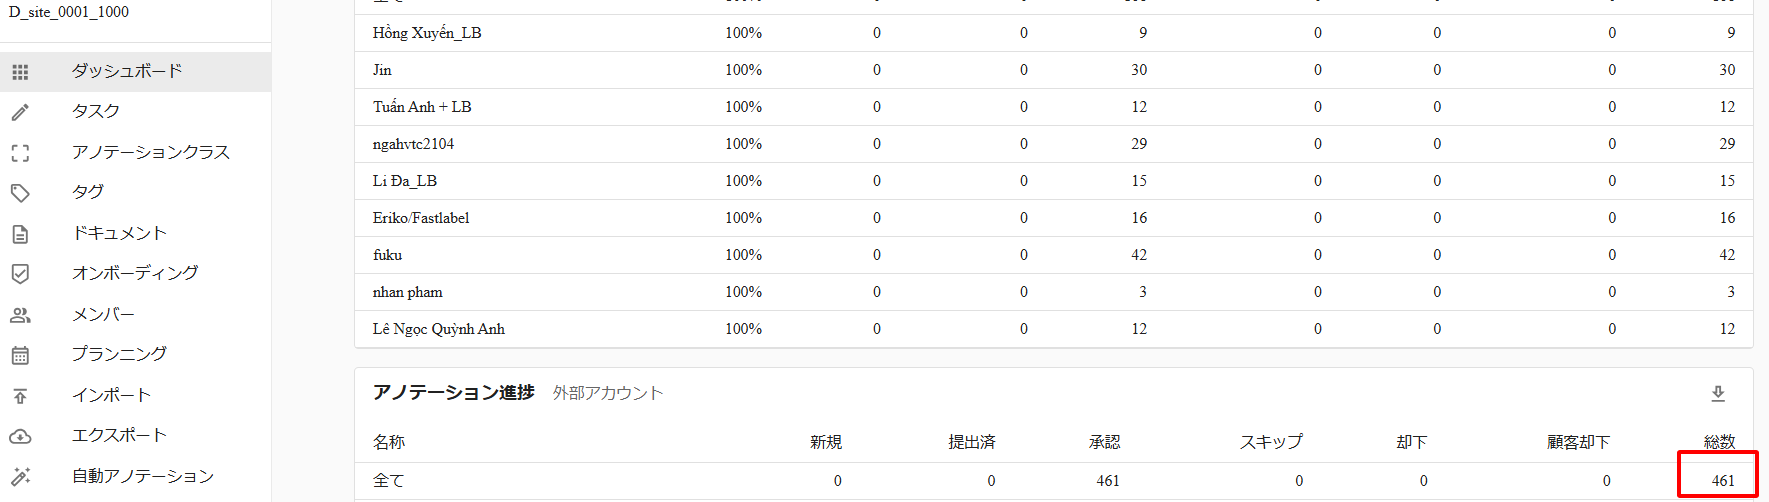 D_site_0001_1000
ダッシュボード
タスク
アノテーションクラス
タグ
ドキュメント
オンボーディング
メンバー
プランニング
インポート
エクスポート
自動アノテーション
Hồng Xuyến_LB 100% 0 0 9 0 0 0 9
Jin 100% 0 0 30 0 0 0 30
Tuấn Anh + LB 100% 0 0 12 0 0 0 12
ngahvtc2104 100% 0 0 29 0 0 0 29
Li Đa_LB 100% 0 0 15 0 0 0 15
Eriko/Fastlabel 100% 0 0 16 0 0 0 16
fuku 100% 0 0 42 0 0 0 42
nhan pham 100% 0 0 3 0 0 0 3
Lê Ngọc Quỳnh Anh 100% 0 0 12 0 0 0 12
アノテーション進捗 外部アカウント
名称 新規 提出済 承認 スキップ 却下 顧客却下 総数
全て 0 0 461 0 0 0 461